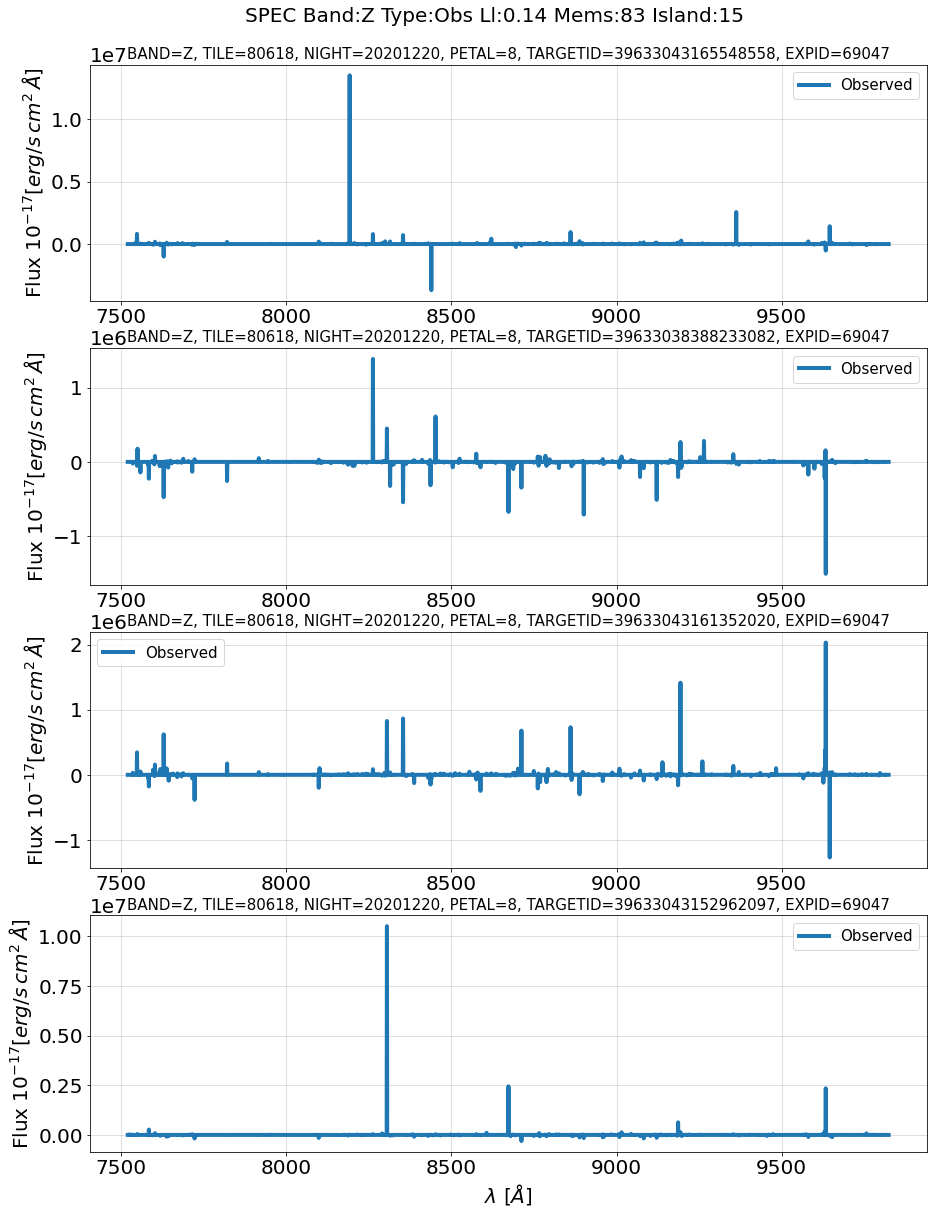 SPEC Band:Z Type:Obs Ll:0.14 Mems:83 Island:15
1e7
BAND=Z, TILE=80618, NIGHT=20201220, PETAL=8, TARGETID=39633043165548558, EXPID=69047
Observed
Flux 10^{-17}[erg/s cm^2 Å]
1.0
0.5
0.0
7500 8000 8500 9000 9500
1e6
BAND=Z, TILE=80618, NIGHT=20201220, PETAL=8, TARGETID=39633038388233082, EXPID=69047
Observed
Flux 10^{-17}[erg/s cm^2 Å]
1
0
−1
7500 8000 8500 9000 9500
1e6
BAND=Z, TILE=80618, NIGHT=20201220, PETAL=8, TARGETID=39633043161352020, EXPID=69047
Observed
Flux 10^{-17}[erg/s cm^2 Å]
2
1
0
−1
7500 8000 8500 9000 9500
1e7
BAND=Z, TILE=80618, NIGHT=20201220, PETAL=8, TARGETID=39633043152962097, EXPID=69047
Observed
Flux 10^{-17}[erg/s cm^2 Å]
1.00
0.75
0.50
0.25
0.00
7500 8000 8500 9000 9500
λ [Å]